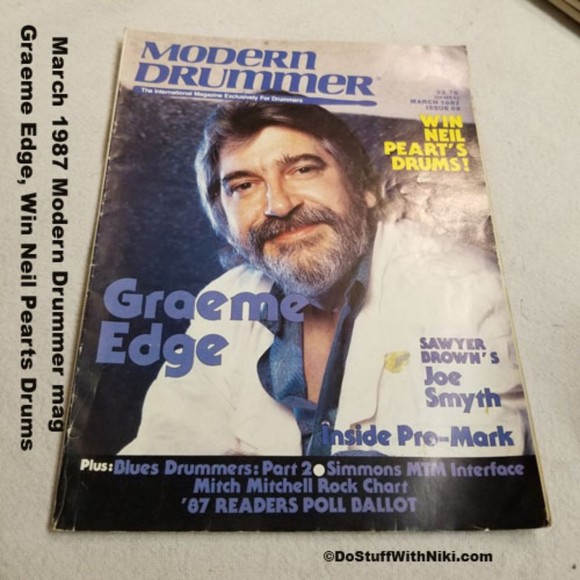 March 1987 Modern Drummer mag
Graeme Edge, Win Neil Pearts Drums
MODERN
DRUMMER
The International Magazine Exclusively For Drummers
MARCH 1987
WIN
NEIL
PEART'S
DRUMS!
Graeme
Edge
SAWYER
BROWN'S
Joe
Smyth
Inside Pro-Mark
Plus: Blues Drummers: Part 2 ● Simmons MTM Interface
Mitch Mitchell Rock Chart
'87 READERS POLL BALLOT
©DoStuffWithNiki.com